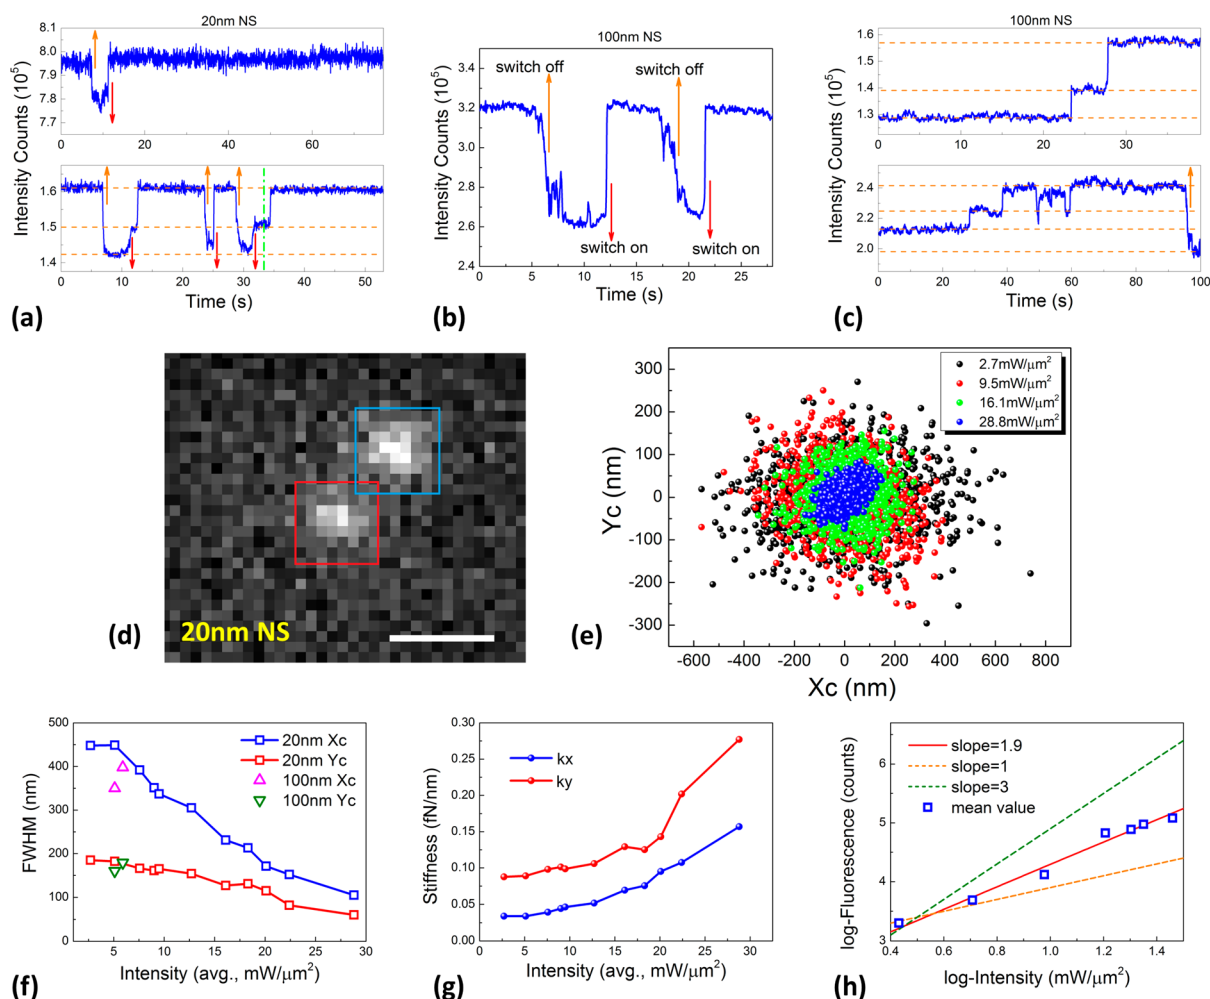 20nm NS
Intensity Counts (10⁵)
8.1
8.0
7.9
7.8
7.7
0
20
40
60
1.6
1.5
1.4
0
10
20
30
40
50
Time (s)
(a)
100nm NS
Intensity Counts (10⁵)
3.6
3.4
3.2
3.0
2.8
2.6
2.4
switch off
switch off
switch on
switch on
0
5
10
15
20
25
Time (s)
(b)
100nm NS
Intensity Counts (10⁵)
1.6
1.5
1.4
1.3
0
10
20
30
2.4
2.2
2.0
0
20
40
60
80
100
Time (s)
(c)
20nm NS
(d)
Yc (nm)
300
200
100
0
-100
-200
-300
2.7mW/μm²
9.5mW/μm²
16.1mW/μm²
28.8mW/μm²
-600
-400
-200
0
200
400
600
800
Xc (nm)
(e)
FWHM (nm)
500
400
300
200
100
0
20nm Xc
20nm Yc
100nm Xc
100nm Yc
5
10
15
20
25
30
Intensity (avg., mW/μm²)
(f)
Stiffness (fN/nm)
0.30
0.25
0.20
0.15
0.10
0.05
0.00
kx
ky
0
5
10
15
20
25
30
Intensity (avg., mW/μm²)
(g)
log-Fluorescence (counts)
6
5
4
3
slope=1.9
slope=1
slope=3
mean value
0.4
0.6
0.8
1.0
1.2
1.4
log-Intensity (mW/μm²)
(h)